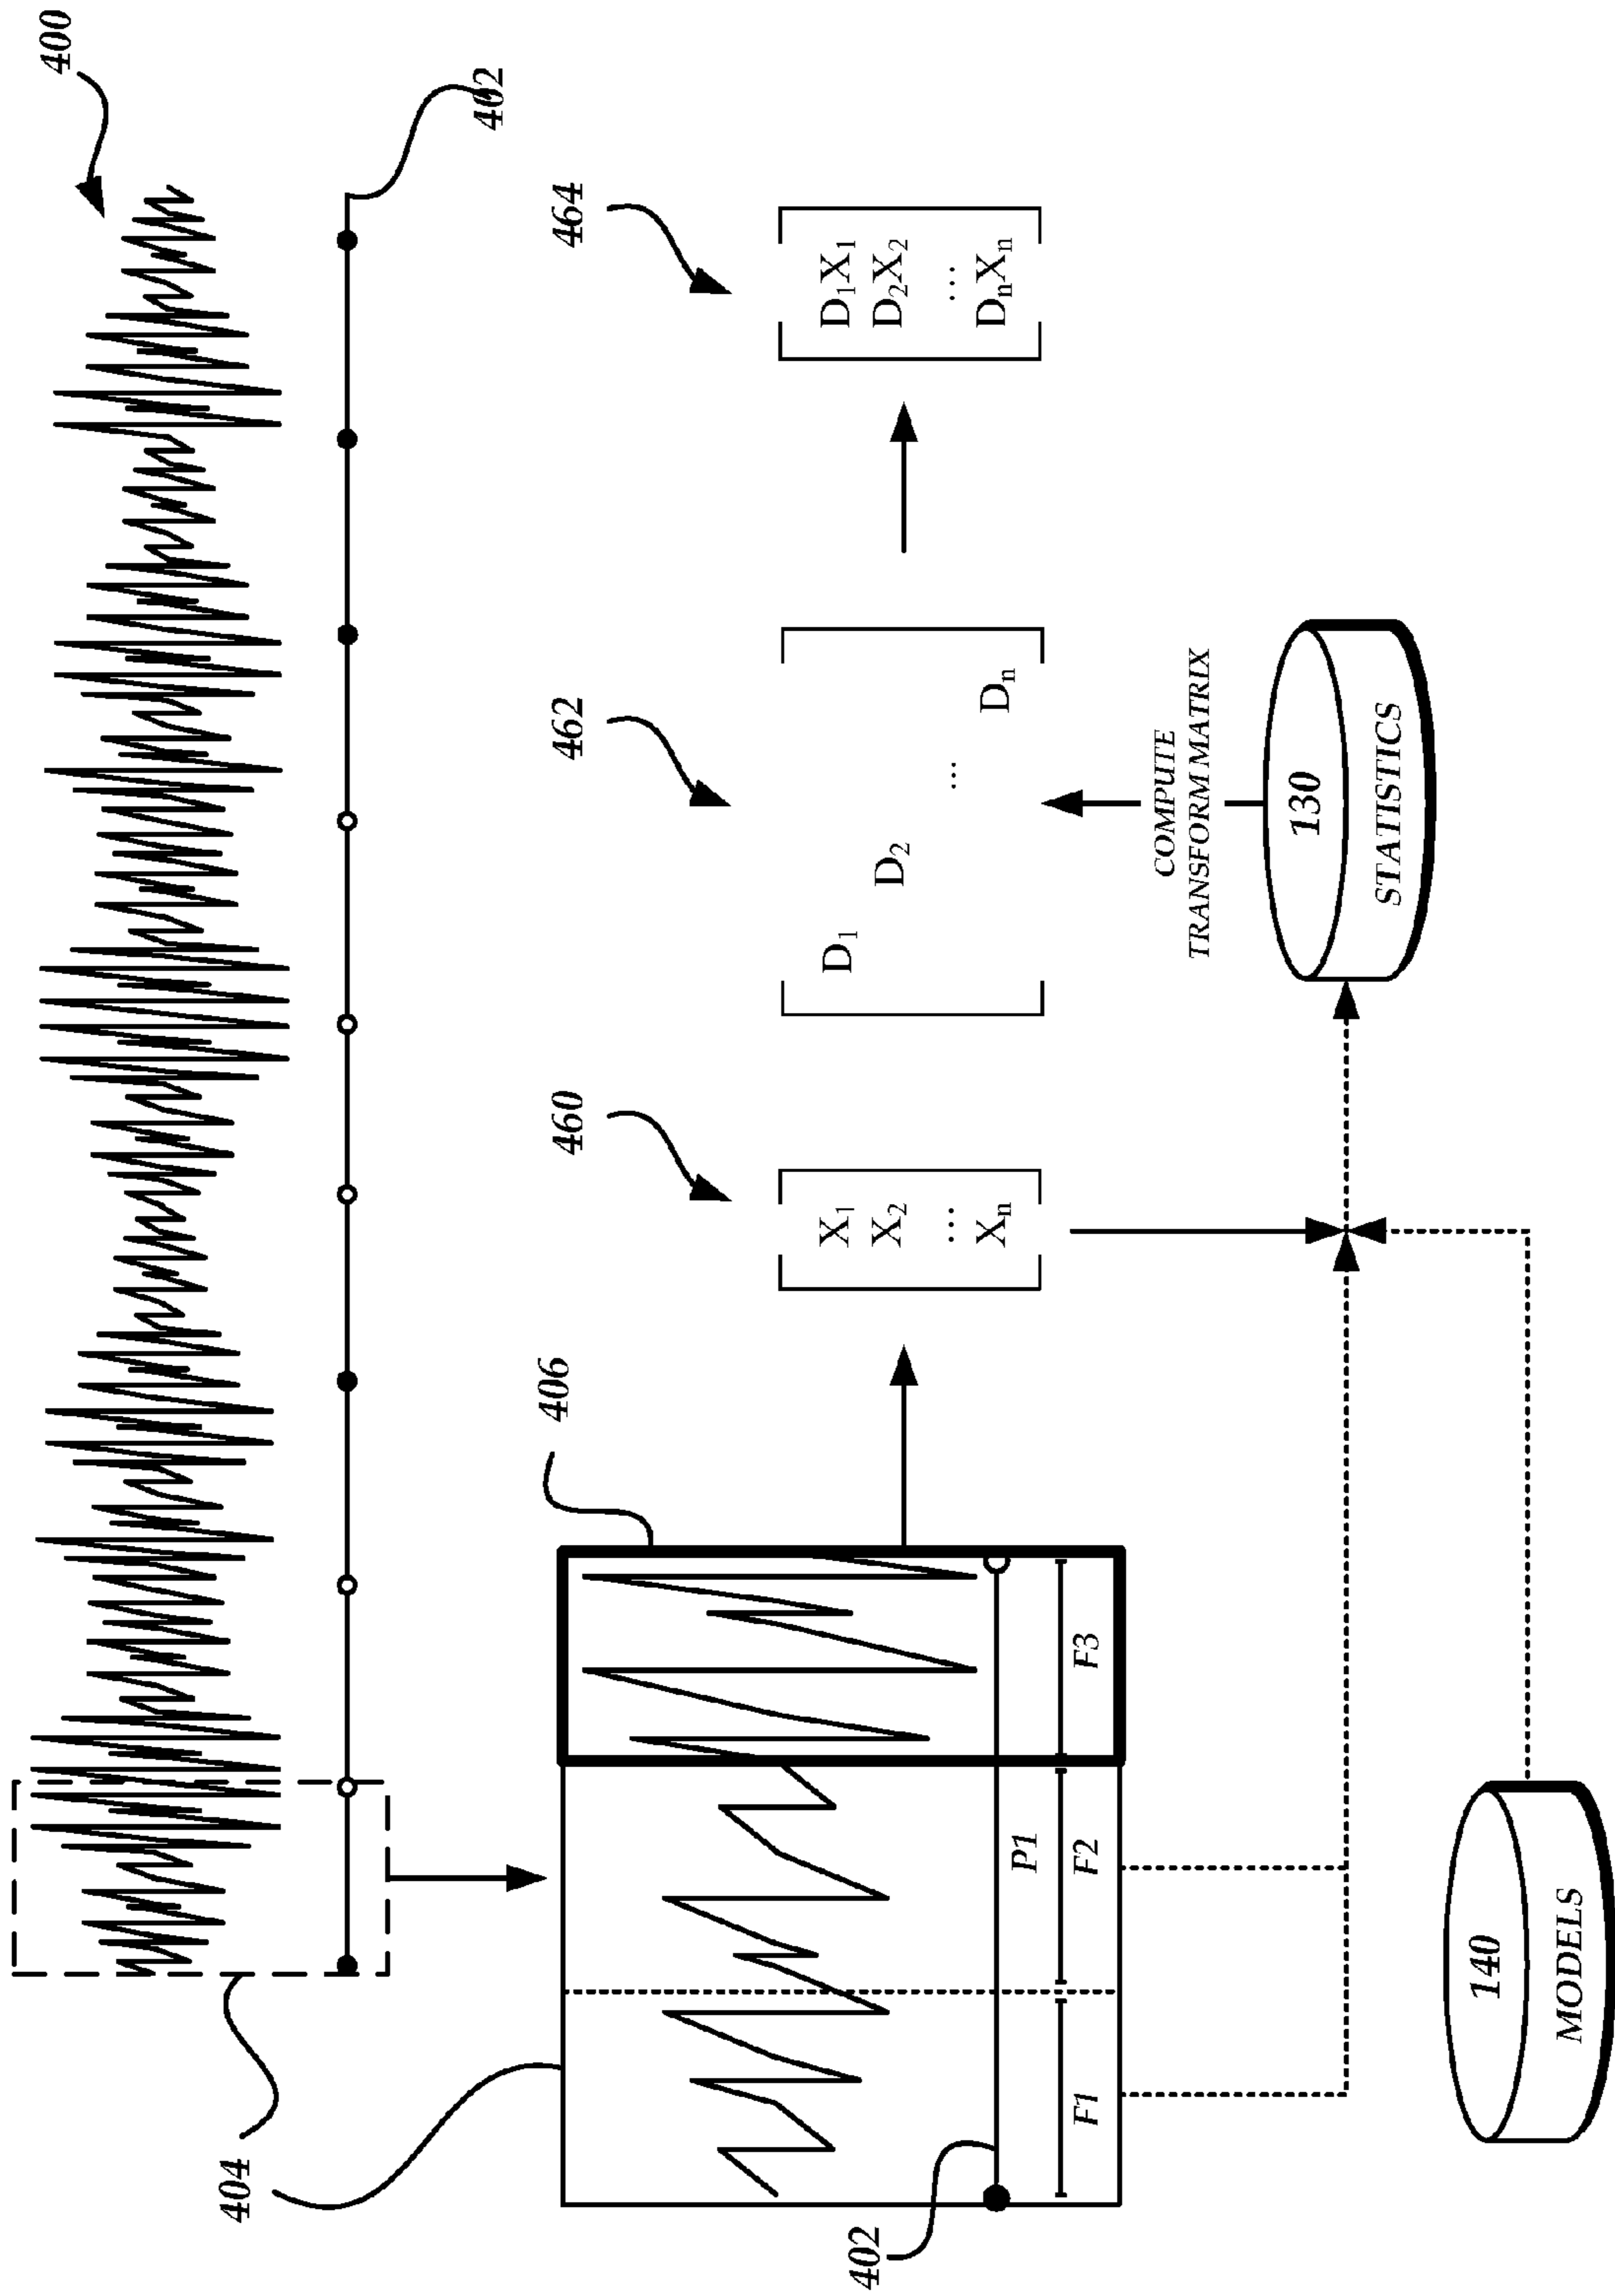 400
402
404
406
460
462
464
X₁
X₂
...
Xₙ
D₁
D₂
...
Dₙ
D₁X₁
D₂X₂
...
DₙXₙ
402
P1
F1
F2
F3
COMPUTE
TRANSFORM MATRIX
130
STATISTICS
140
MODELS